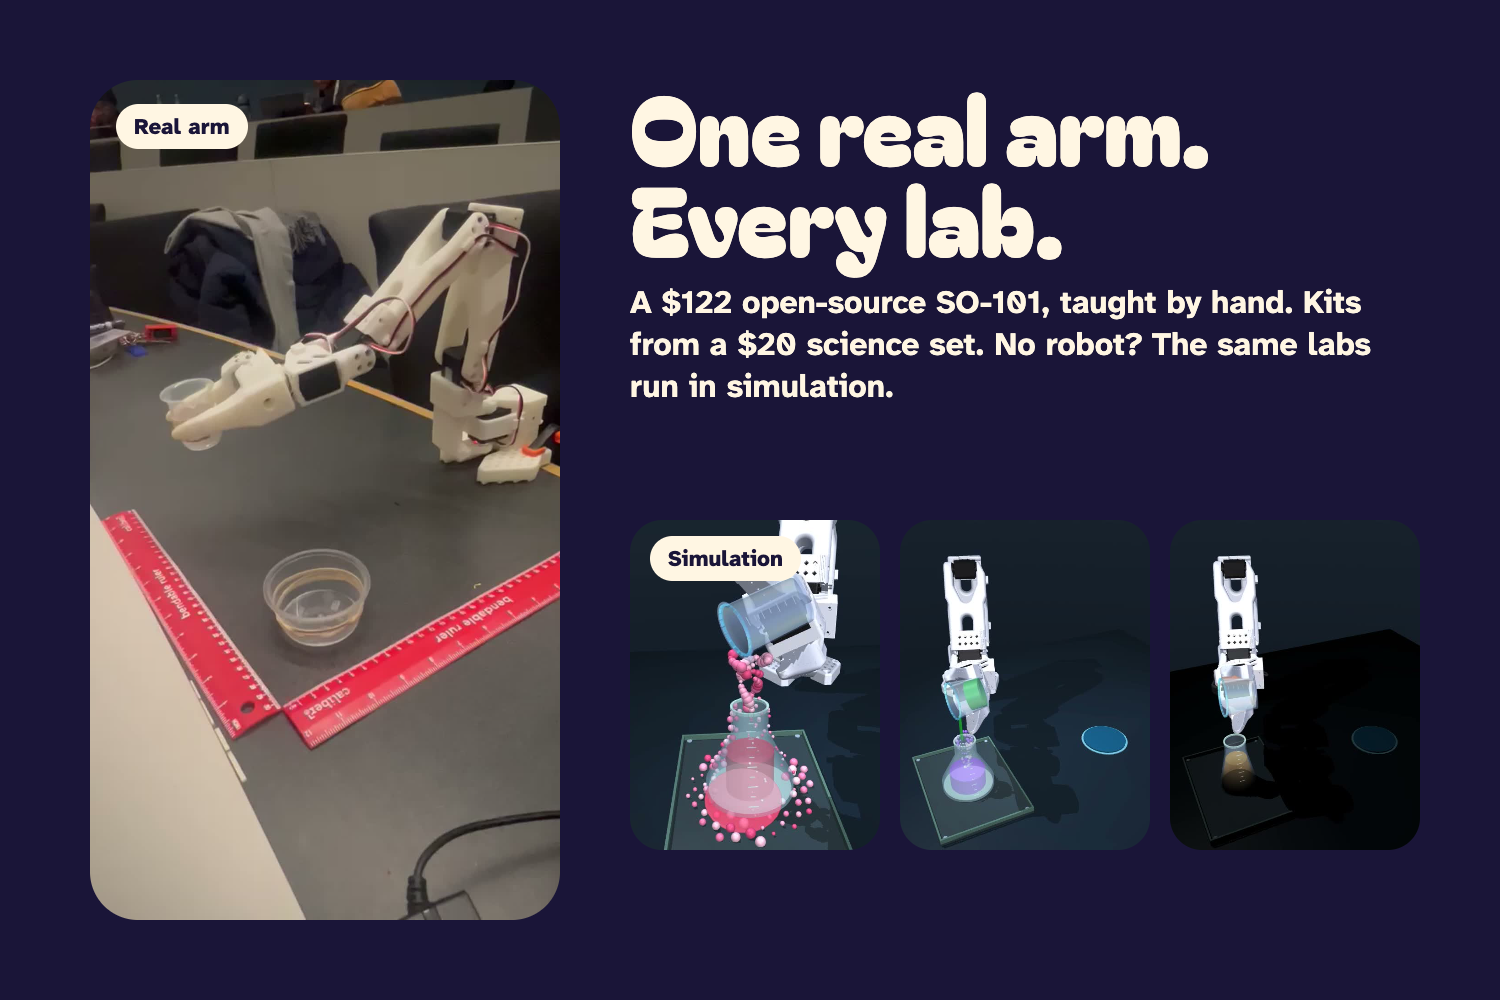 Real arm
One real arm.
Every lab.
A $122 open-source SO-101, taught by hand. Kits
from a $20 science set. No robot? The same labs
run in simulation.
Simulation
bendable ruler
bendable ruler
caliber